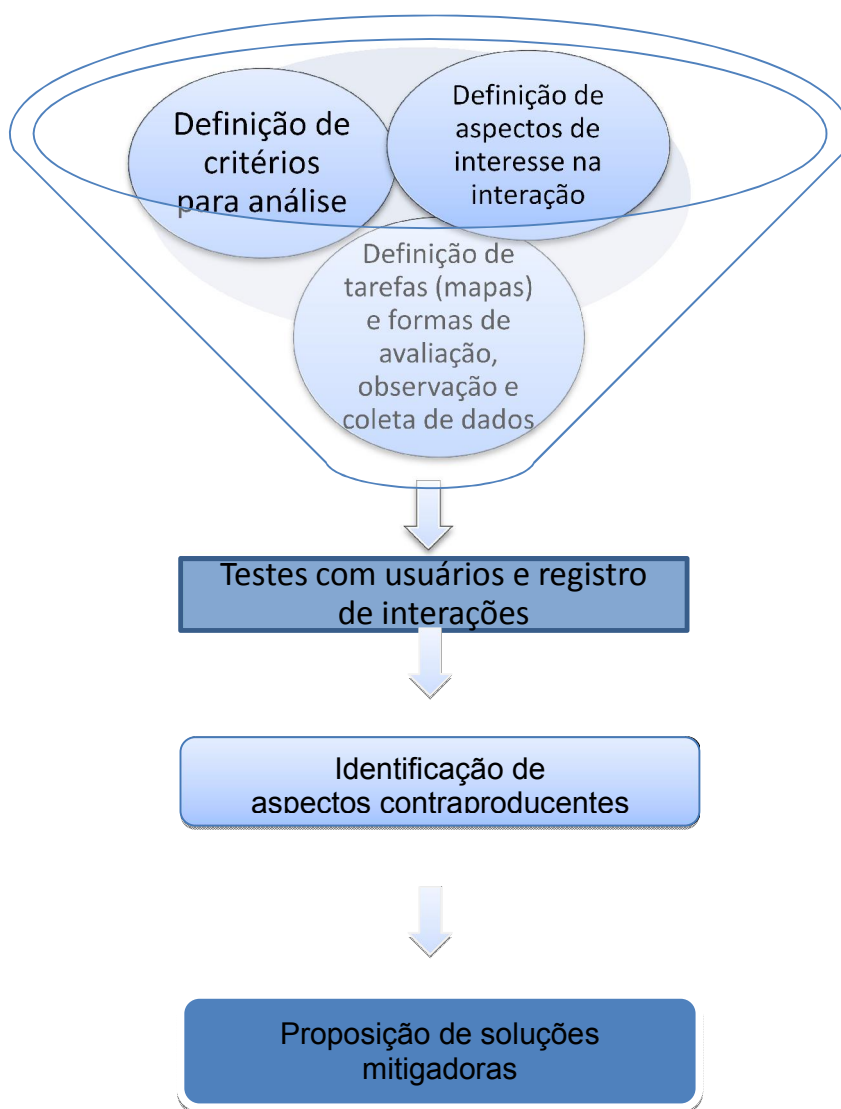 Definição de
critérios
para análise
Definição de
aspectos de
interesse na
interação
Definição de
tarefas (mapas)
e formas de
avaliação,
observação e
coleta de dados
Testes com usuários e registro
de interações
Identificação de
aspectos contraproducentes
Proposição de soluções
mitigadoras